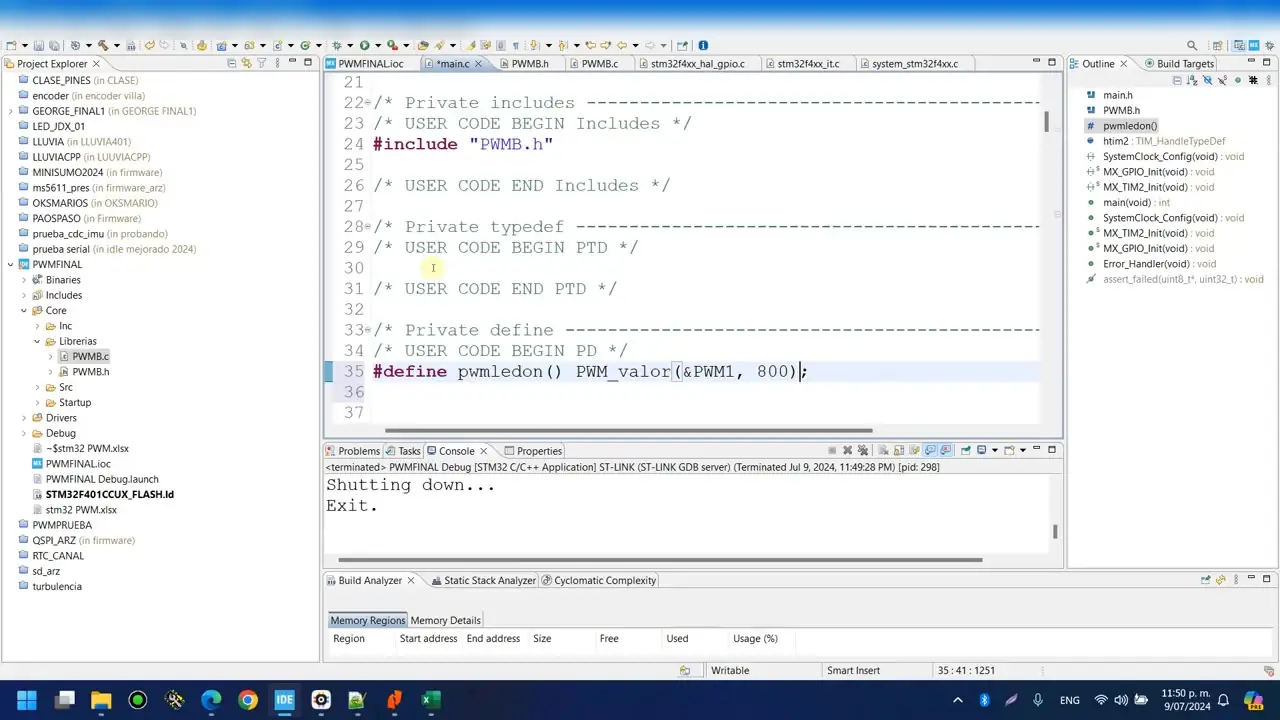 Project Explorer
CLASE_PINES (in CLASE)
encoder (in encoder villa)
GEORGE_FINAL1 (in GEORGE FINAL1)
LED_JDX_01
LLUVIA (in LLUVIA401)
LLUVIACPP (in LUUVIACPP)
MINISUMO2024 (in firmware)
ms5611_pres (in firmware_arz)
OKSMARIOS (in OKSMARIO)
PAOSPASO (in Firmware)
prueba_cdc_imu (in probando)
prueba serial (in idle mejorado 2024)
PWMFINAL
Binaries
Includes
Core
Inc
Librerias
PWMB.c
PWMB.h
Src
Startup
Drivers
Debug
~$stm32 PWM.xlsx
PWMFINAL.ioc
PWMFINAL Debug.launch
STM32F401CCUX_FLASH.ld
stm32 PWM.xlsx
PWMPRUEBA
QSPI_ARZ (in firmware)
RTC_CANAL
sd_arz
turbulencia
PWMFINAL.ioc *main.c PWMB.h PWMB.c stm32f4xx_hal_gpio.c stm32f4xx_it.c system_stm32f4xx.c
21
22 /* Private includes ----------------------------------
23 /* USER CODE BEGIN Includes */
24 #include "PWMB.h"
25
26 /* USER CODE END Includes */
27
28 /* Private typedef -----------------------------------
29 /* USER CODE BEGIN PTD */
30
31 /* USER CODE END PTD */
32
33 /* Private define ------------------------------------
34 /* USER CODE BEGIN PD */
35 #define pwmledon() PWM_valor(&PWM1, 800);
36
37
Problems Tasks Console Properties
<terminated> PWMFINAL Debug [STM32 C/C++ Application] ST-LINK (ST-LINK GDB server) (Terminated Jul 9, 2024, 11:49:28 PM) [pid: 298]
Shutting down...
Exit.
Build Analyzer Static Stack Analyzer Cyclomatic Complexity
Memory Regions Memory Details
Region Start address End address Size Free Used Usage (%)
Outline Build Targets
main.h
PWMB.h
pwmledon()
htim2 : TIM_HandleTypeDef
SystemClock_Config(void) : void
MX_GPIO_Init(void) : void
MX_TIM2_Init(void) : void
main(void) : int
SystemClock_Config(void) : void
MX_TIM2_Init(void) : void
MX_GPIO_Init(void) : void
Error_Handler(void) : void
assert_failed(uint8_t*, uint32_t) : void
Writable Smart Insert 35 : 41 : 1251
IDE
ENG
11:50 p. m.
9/07/2024